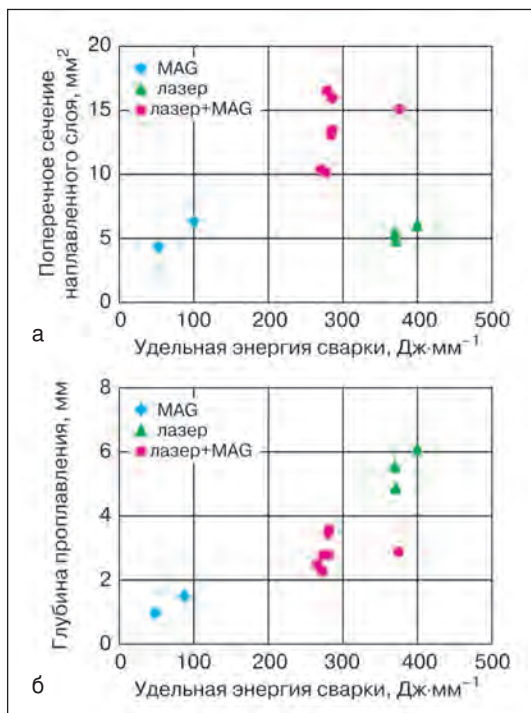 20
15
10
5
0
Поперечное сечение
наплавленного слоя, мм²
MAG
лазер
лазер+MAG
0 100 200 300 400 500
а
Удельная энергия сварки, Дж·мм⁻¹
8
6
4
2
0
Глубина проплавления, мм
MAG
лазер
лазер+MAG
0 100 200 300 400 500
Удельная энергия сварки, Дж·мм⁻¹
б